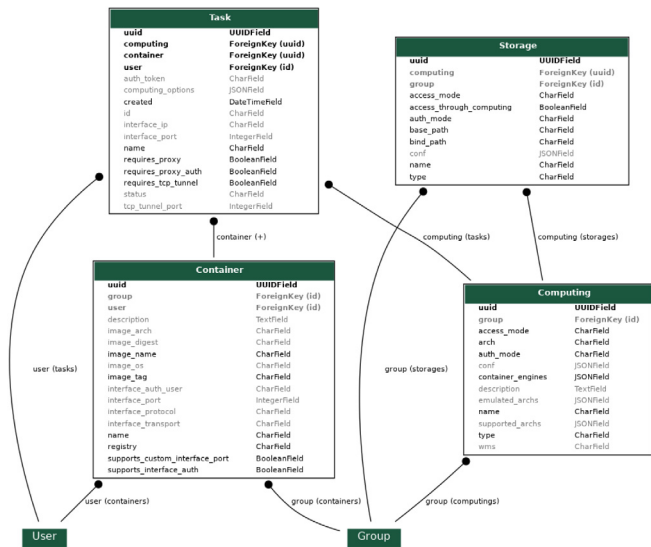 Task
uuid UUIDField
computing ForeignKey (uuid)
container ForeignKey (uuid)
user ForeignKey (id)
auth_token CharField
computing_options JSONField
created DateTimeField
id CharField
interface_ip CharField
interface_port IntegerField
name CharField
requires_proxy BooleanField
requires_proxy_auth BooleanField
requires_tcp_tunnel BooleanField
status CharField
tcp_tunnel_port IntegerField
Storage
uuid UUIDField
computing ForeignKey (uuid)
group ForeignKey (id)
access_mode CharField
access_through_computing BooleanField
auth_mode CharField
base_path CharField
bind_path CharField
conf JSONField
name CharField
type CharField
container (+)
computing (tasks)
computing (storages)
Container
uuid UUIDField
group ForeignKey (id)
user ForeignKey (id)
description TextField
image_arch CharField
image_digest CharField
image_name CharField
image_os CharField
image_tag CharField
interface_auth_user CharField
interface_port IntegerField
interface_protocol CharField
interface_transport CharField
name CharField
registry CharField
supports_custom_interface_port BooleanField
supports_interface_auth BooleanField
Computing
uuid UUIDField
group ForeignKey (id)
access_mode CharField
arch CharField
auth_mode CharField
conf JSONField
container_engines JSONField
description TextField
emulated_archs JSONField
name CharField
supported_archs JSONField
type CharField
wms CharField
user (tasks)
group (storages)
user (containers)
group (containers)
group (computings)
User
Group